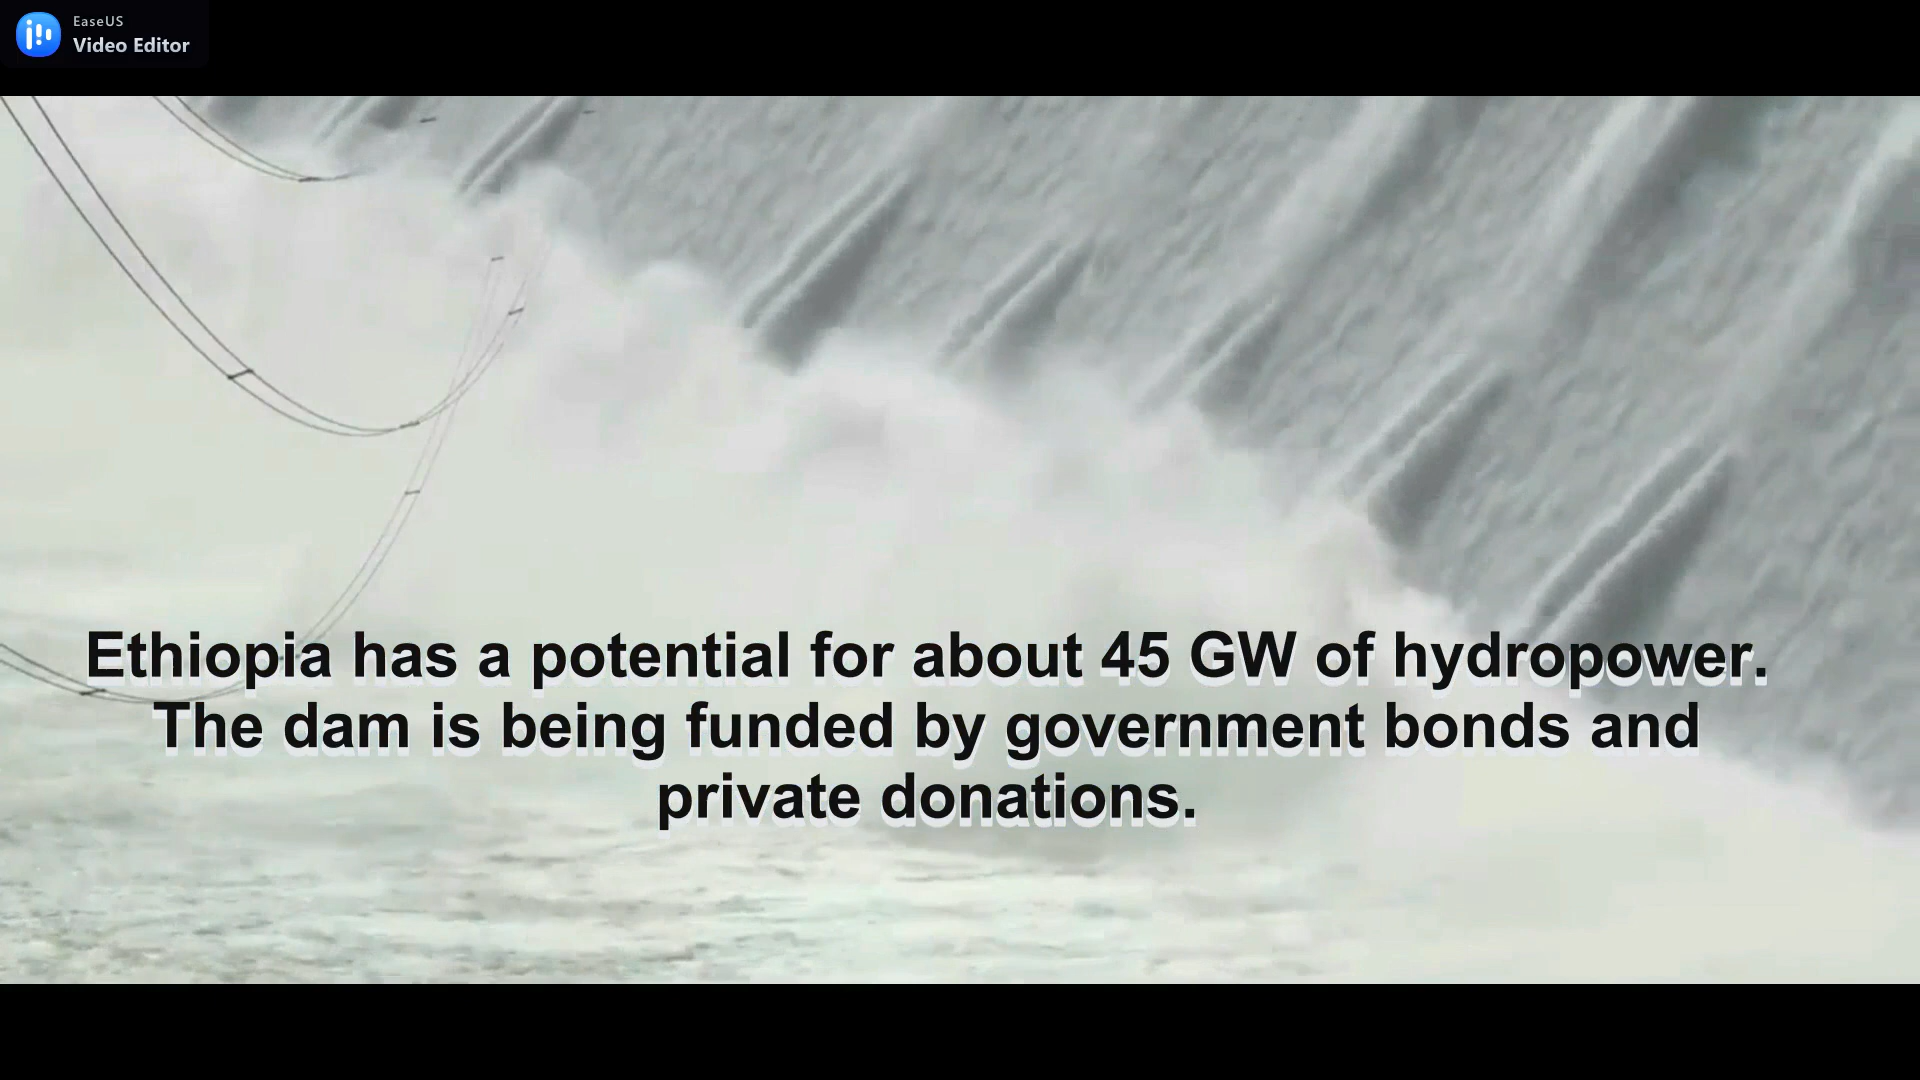 EaseUS
Video Editor
Ethiopia has a potential for about 45 GW of hydropower.
The dam is being funded by government bonds and
private donations.